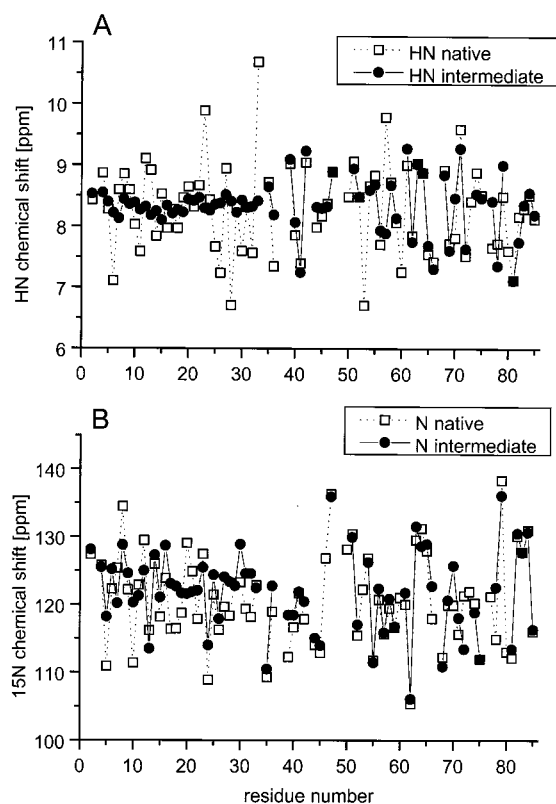 A
HN native
HN intermediate
HN chemical shift [ppm]
11
10
9
8
7
6
0 10 20 30 40 50 60 70 80
B
N native
N intermediate
15N chemical shift [ppm]
140
130
120
110
100
0 10 20 30 40 50 60 70 80
residue number